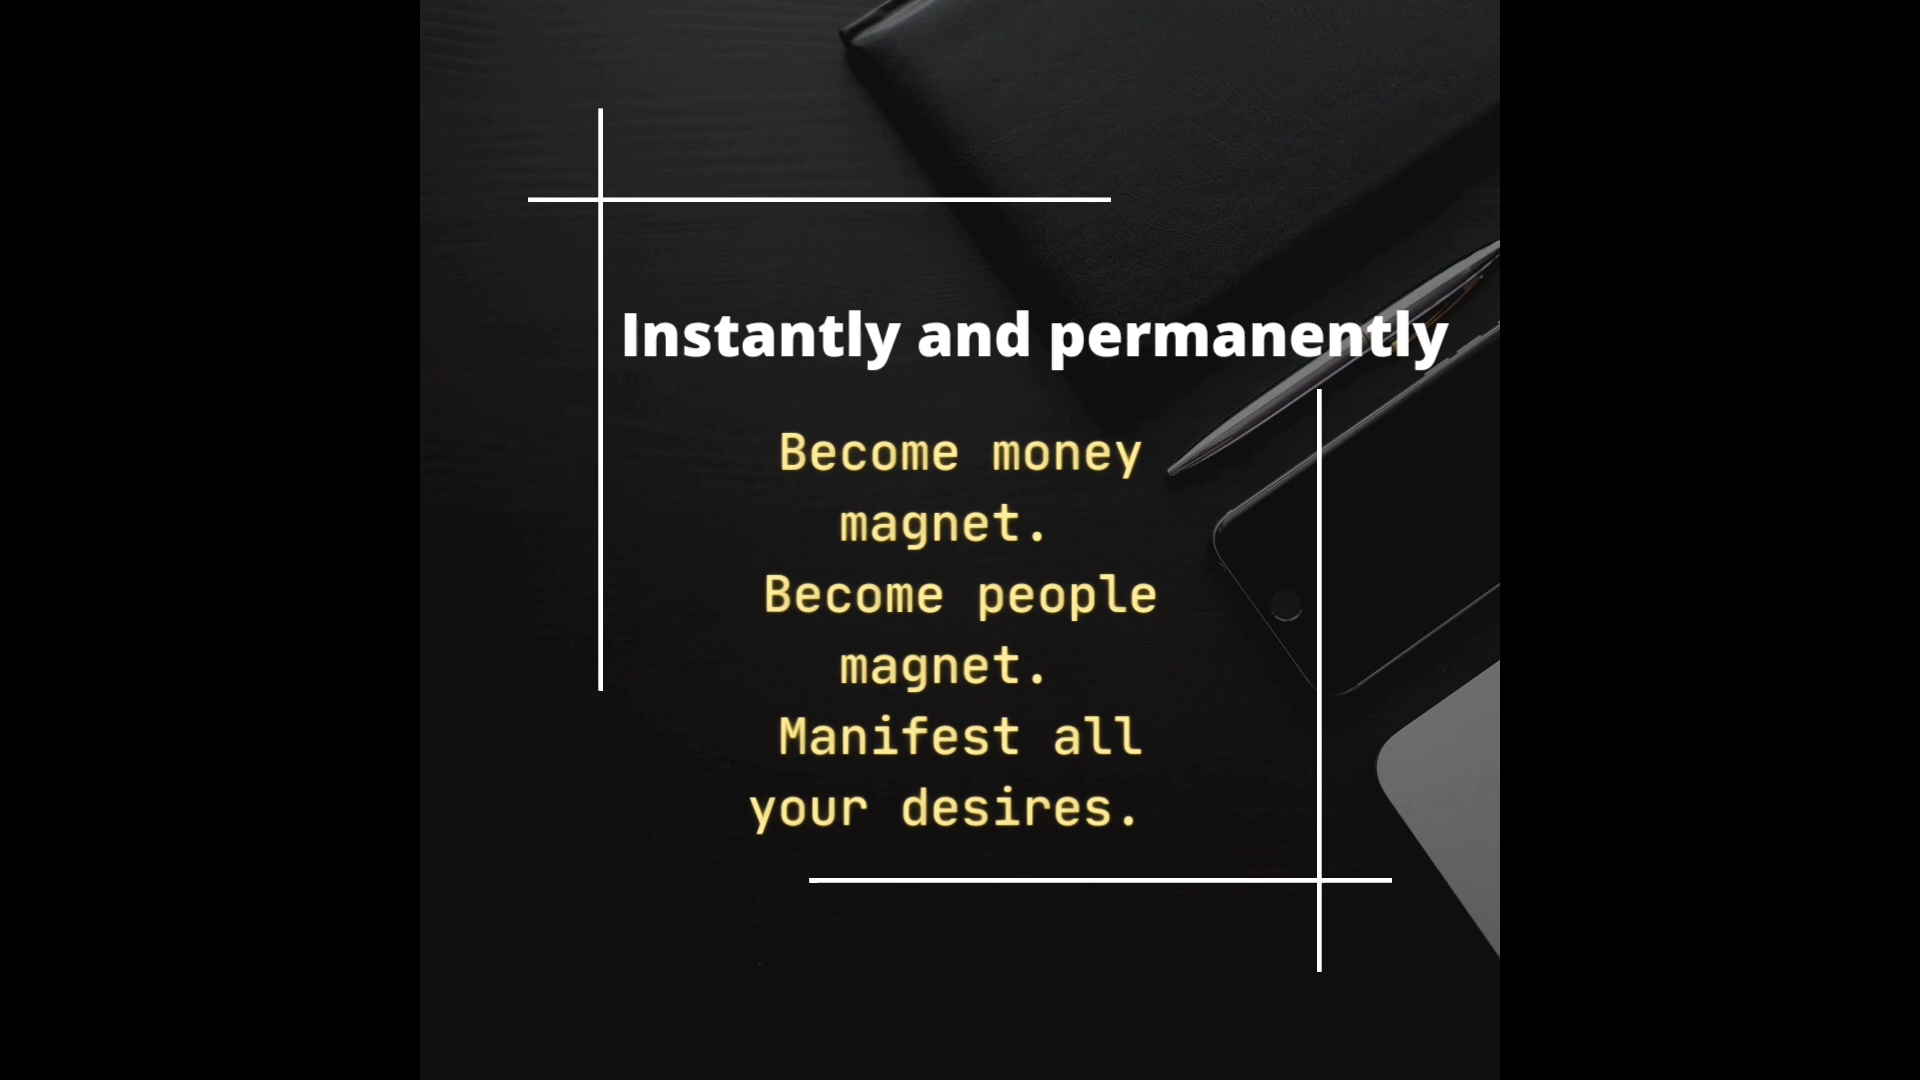 Instantly and permanently
Become money
magnet.
Become people
magnet.
Manifest all
your desires.